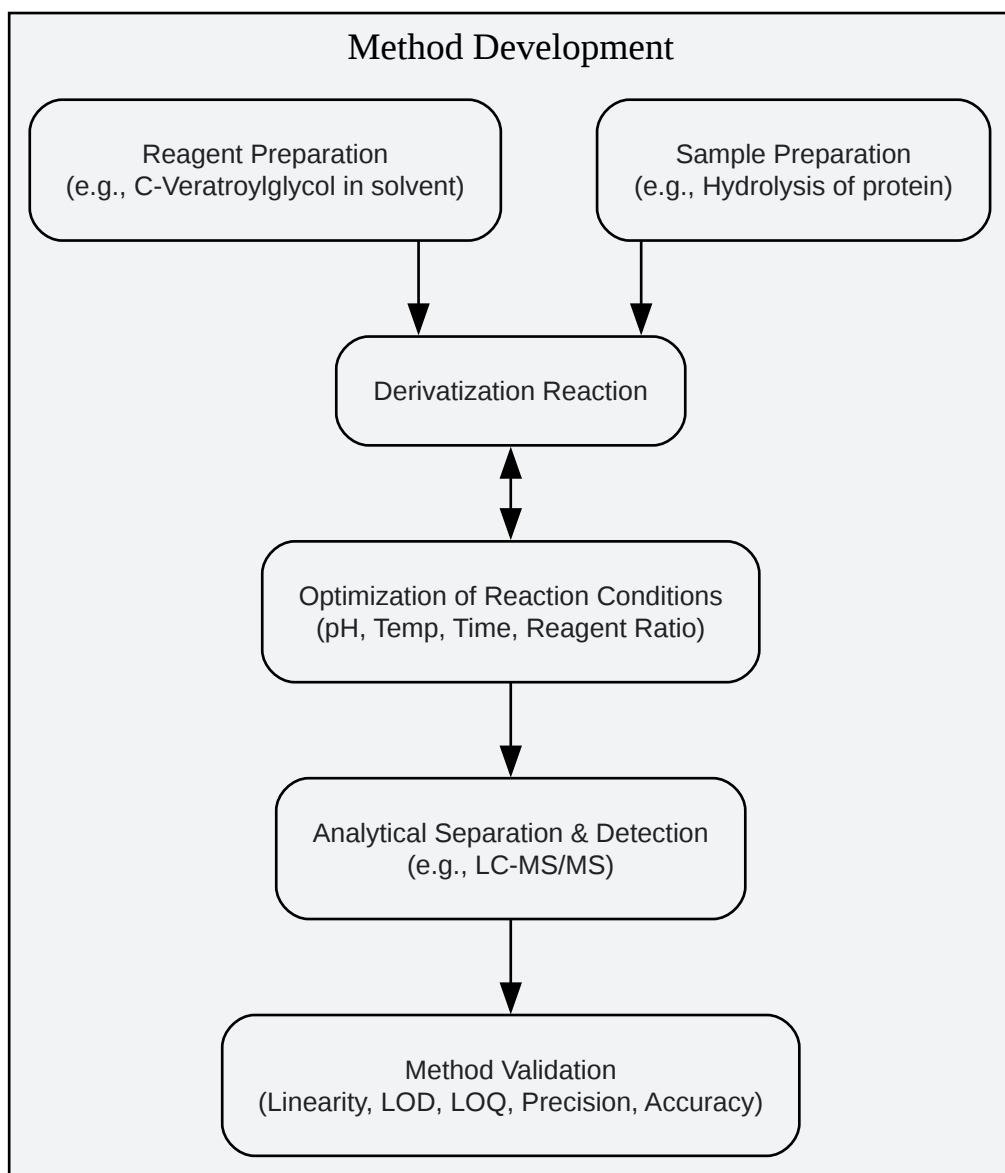 Method Development
Reagent Preparation
(e.g., C-Veratroylglycol in solvent)
Sample Preparation
(e.g., Hydrolysis of protein)
Derivatization Reaction
Optimization of Reaction Conditions
(pH, Temp, Time, Reagent Ratio)
Analytical Separation & Detection
(e.g., LC-MS/MS)
Method Validation
(Linearity, LOD, LOQ, Precision, Accuracy)